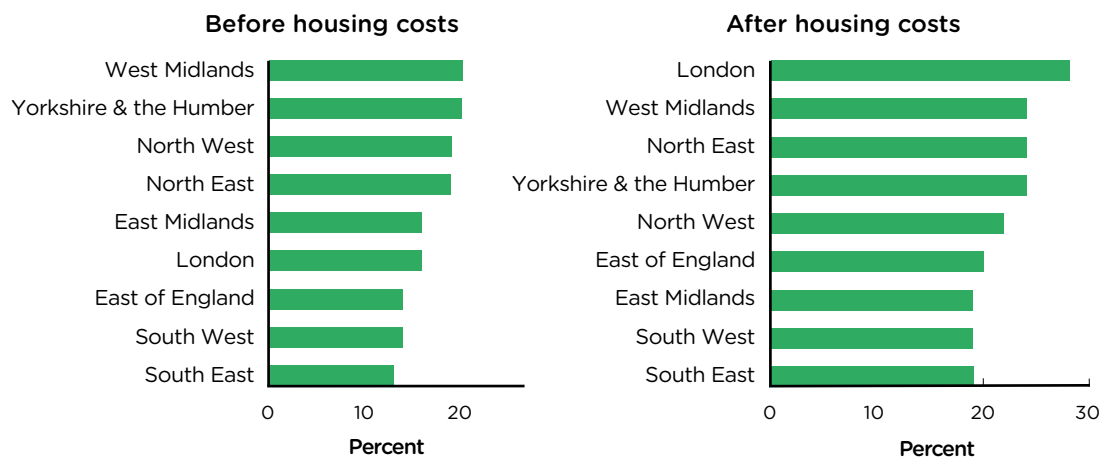 Before housing costs
West Midlands
Yorkshire & the Humber
North West
North East
East Midlands
London
East of England
South West
South East
0 10 20
Percent
After housing costs
London
West Midlands
North East
Yorkshire & the Humber
North West
East of England
East Midlands
South West
South East
0 10 20 30
Percent